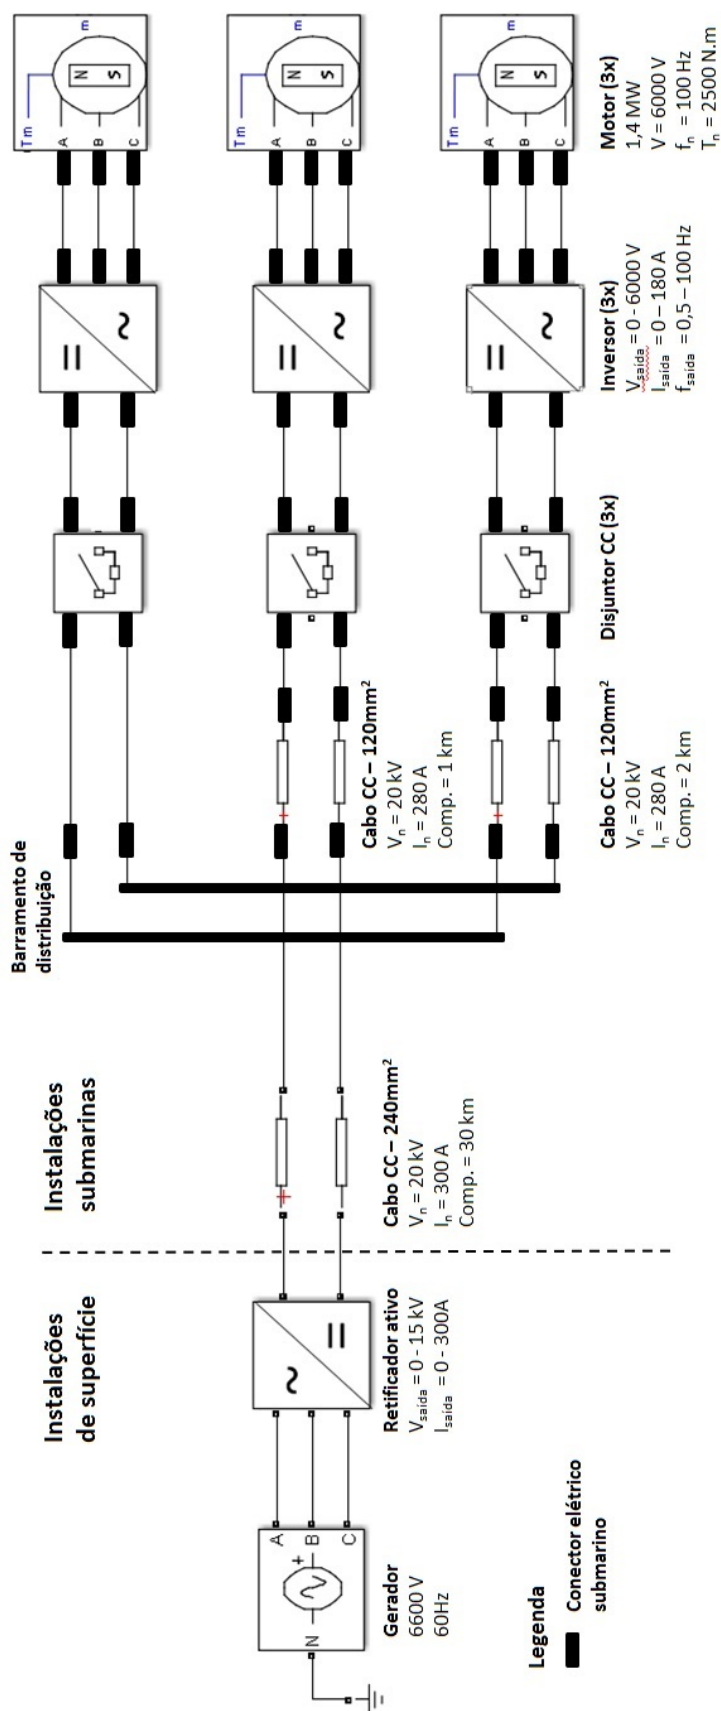 Instalações
de superfície
Instalações
submarinas
Barramento de
distribuição
N
A
B
C
+
Gerador
6600 V
60Hz
Retificador ativo
Vsaída = 0 - 15 kV
Isaída = 0 - 300A
+
Cabo CC – 240mm²
Vn = 20 kV
In = 300 A
Comp. = 30 km
+
Cabo CC – 120mm²
Vn = 20 kV
In = 280 A
Comp. = 1 km
+
Cabo CC – 120mm²
Vn = 20 kV
In = 280 A
Comp. = 2 km
Disjuntor CC (3x)
Inversor (3x)
Vsaída = 0 - 6000 V
Isaída = 0 – 180 A
fsaída = 0,5 – 100 Hz
Tm
m
A
B
C
N
S
Tm
m
A
B
C
N
S
Tm
m
A
B
C
N
S
Motor (3x)
1,4 MW
V = 6000 V
fn = 100 Hz
Tn = 2500 N.m
Legenda
Conector elétrico
submarino